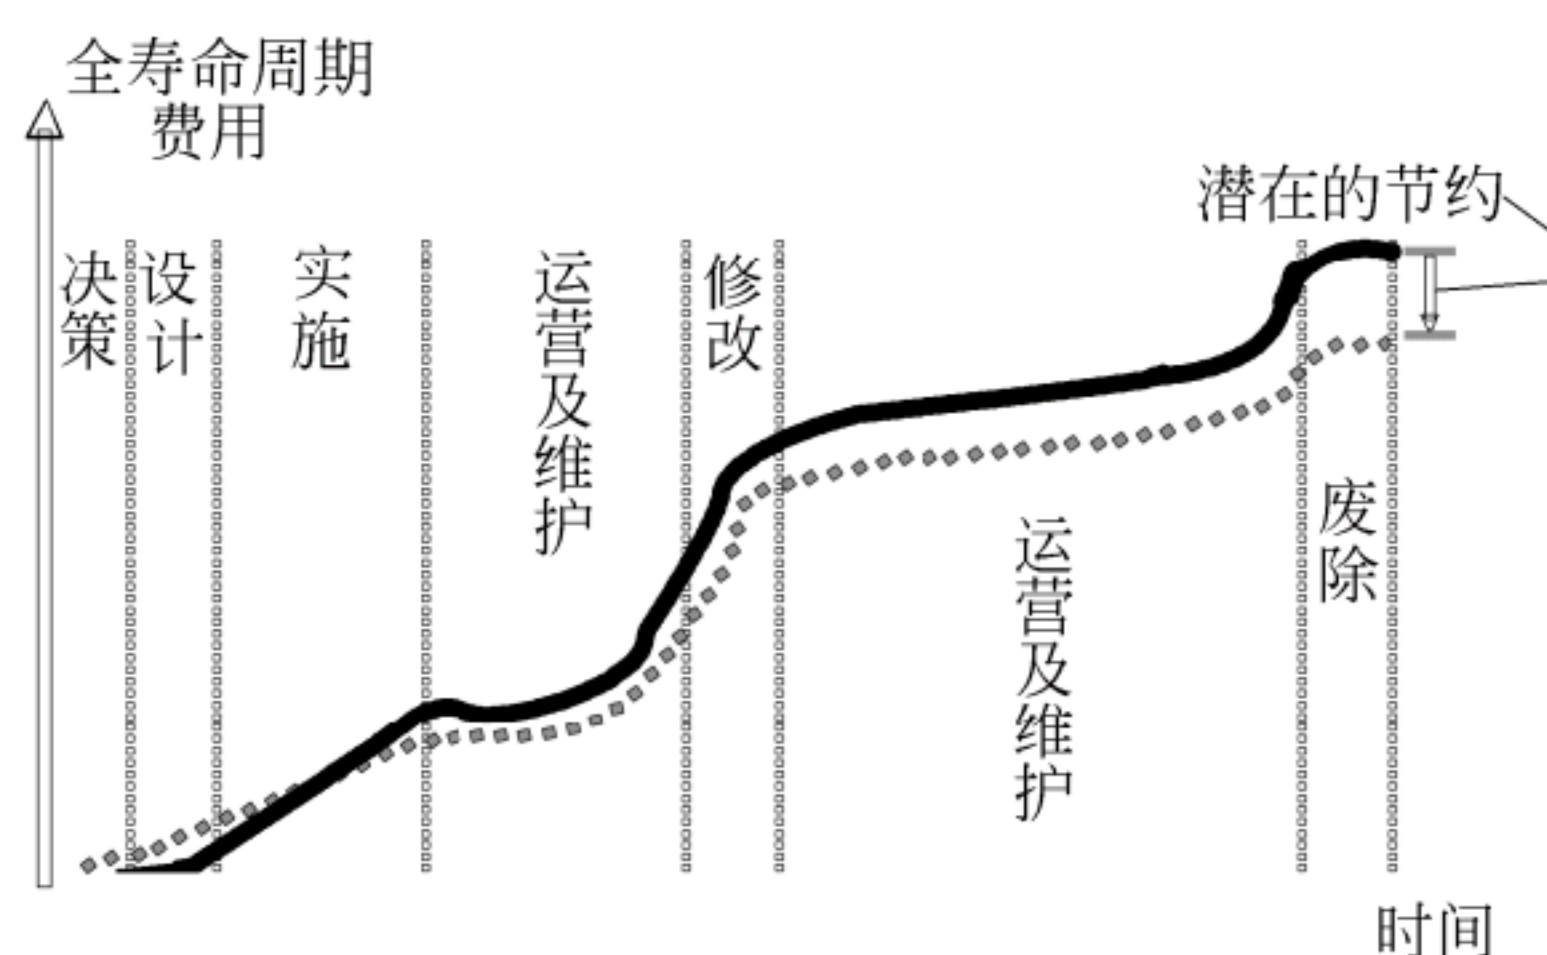 全寿命周期
费用
潜在的节约
决策
设计
实施
运营及维护
修改
运营及维护
废除
时间